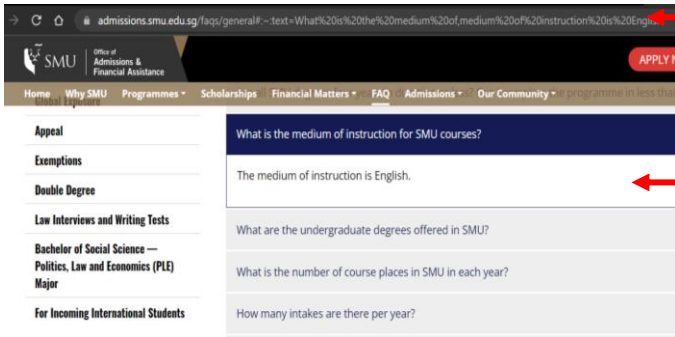 admissions.smu.edu.sg/faqs/general#:~:text=What%20is%20the%20medium%20of,medium%20of%20instruction%20is%20Engli
SMU
Office of
Admissions &
Financial Assistance
APPLY
Home Why SMU Programmes Scholarships Financial Matters FAQ Admissions Our Community
Global Exposure
programme in less than
Appeal
Exemptions
Double Degree
Law Interviews and Writing Tests
Bachelor of Social Science —
Politics, Law and Economics (PLE)
Major
For Incoming International Students
What is the medium of instruction for SMU courses?
The medium of instruction is English.
What are the undergraduate degrees offered in SMU?
What is the number of course places in SMU in each year?
How many intakes are there per year?